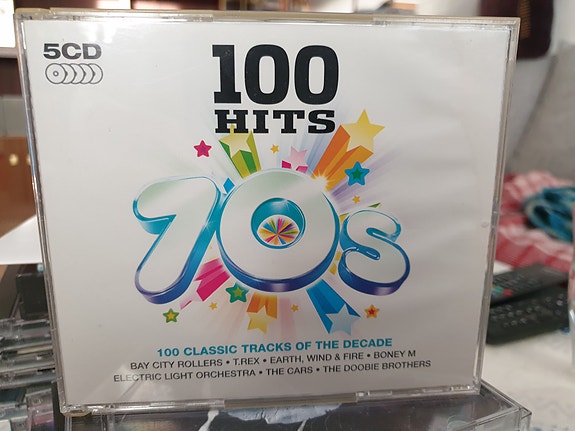 5CD
100
HITS
70s
100 CLASSIC TRACKS OF THE DECADE
BAY CITY ROLLERS • T.REX • EARTH, WIND & FIRE • BONEY M
ELECTRIC LIGHT ORCHESTRA • THE CARS • THE DOOBIE BROTHERS